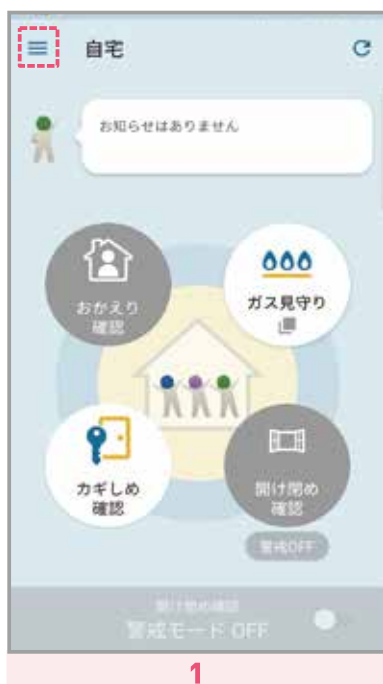 自宅
お知らせはありません
おかえり
確認
ガス見守り
カギしめ
確認
開け閉め
確認
警戒OFF
開け閉め確認
警戒モード OFF
1